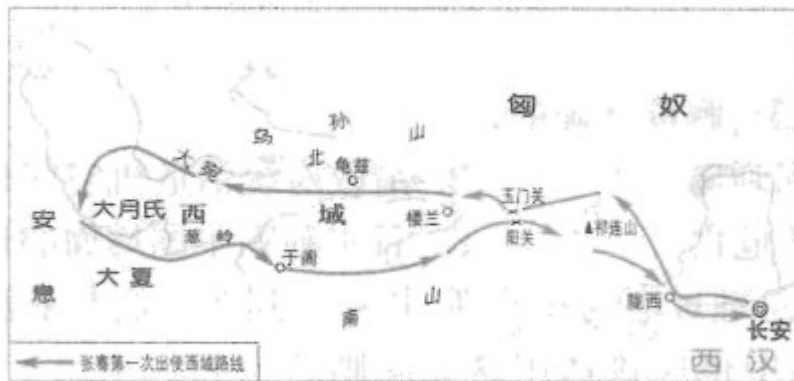 匈 奴
乌 孙
北 山
龟兹
大宛
玉门关
大月氏
西 域
楼兰
祁连山
安息
葱岭
阳关
于阗
大夏
陇西
南 山
长安
西汉
张骞第一次出使西域路线